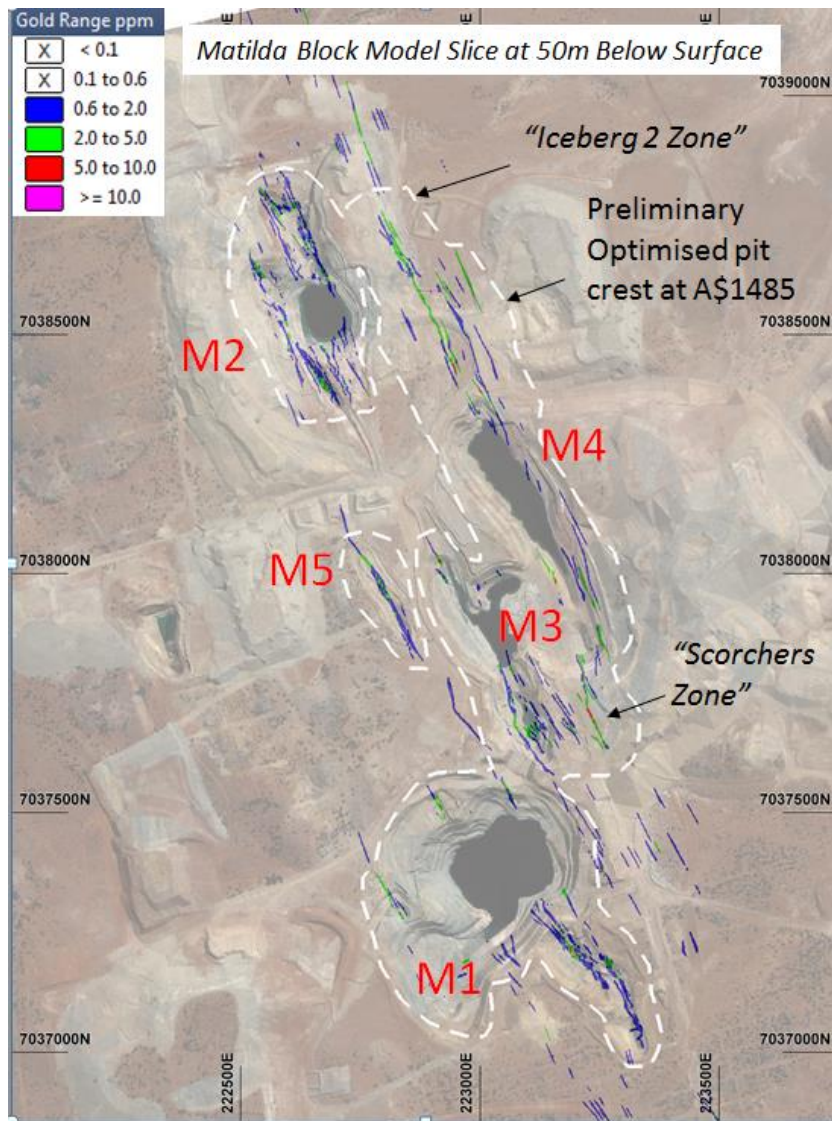 Gold Range ppm
X < 0.1
X 0.1 to 0.6
0.6 to 2.0
2.0 to 5.0
5.0 to 10.0
>= 10.0
Matilda Block Model Slice at 50m Below Surface
7039000N
"Iceberg 2 Zone"
Preliminary
Optimised pit
crest at A$1485
7038500N
7038500N
M2
M4
7038000N
7038000N
M5
M3
"Scorchers
Zone"
7037500N
7037500N
M1
7037000N
7037000N
222500E
223000E
223500E